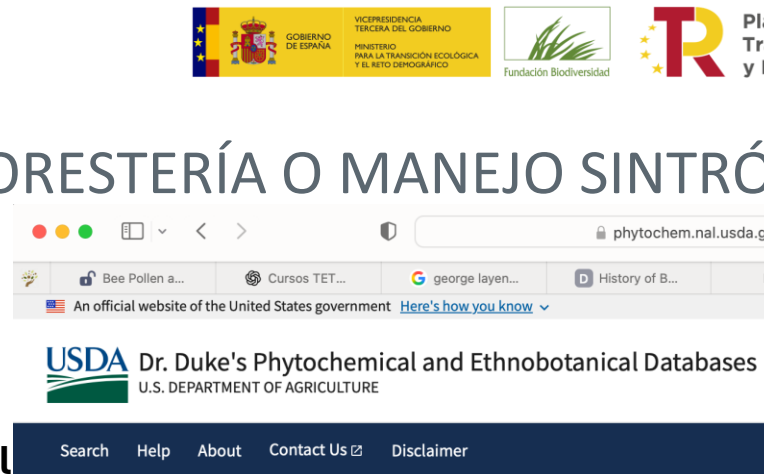 GOBIERNO
DE ESPAÑA
VICEPRESIDENCIA
TERCERA DEL GOBIERNO
MINISTERIO
PARA LA TRANSICIÓN ECOLÓGICA
Y EL RETO DEMOGRÁFICO
Fundación Biodiversidad
Pla
Tr
y
ORESTERÍA O MANEJO SINTRÓ
phytochem.nal.usda.g
Bee Pollen a...
Cursos TET...
george layen...
History of B...
An official website of the United States government Here's how you know
USDA Dr. Duke's Phytochemical and Ethnobotanical Databases
U.S. DEPARTMENT OF AGRICULTURE
Search Help About Contact Us Disclaimer